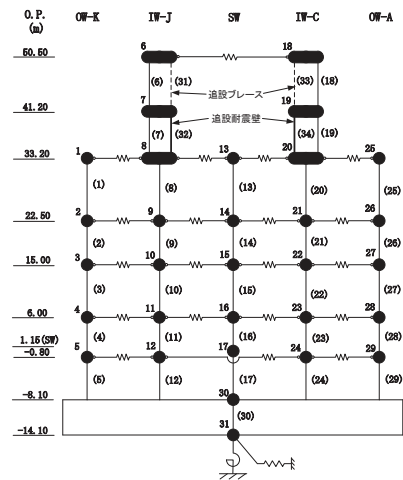 O.P. OW-K IW-J SW IW-C OW-A
(m)
6 18
50.50
(6) (31) (33) (18)
追設ブレース
41.20 7 19
追設耐震壁
(7) (32) (34) (19)
33.20 1 8 13 20 25
(1) (8) (13) (20) (25)
22.50 2 9 14 21 26
(2) (9) (14) (21) (26)
15.00 3 10 15 22 27
(3) (10) (15) (22) (27)
6.00 4 11 16 23 28
1.15(SW) (4) (11) (16) (23) (28)
-0.80 5 12 17 24 29
(5) (12) (17) (24) (29)
-8.10 30
(30)
-14.10 31